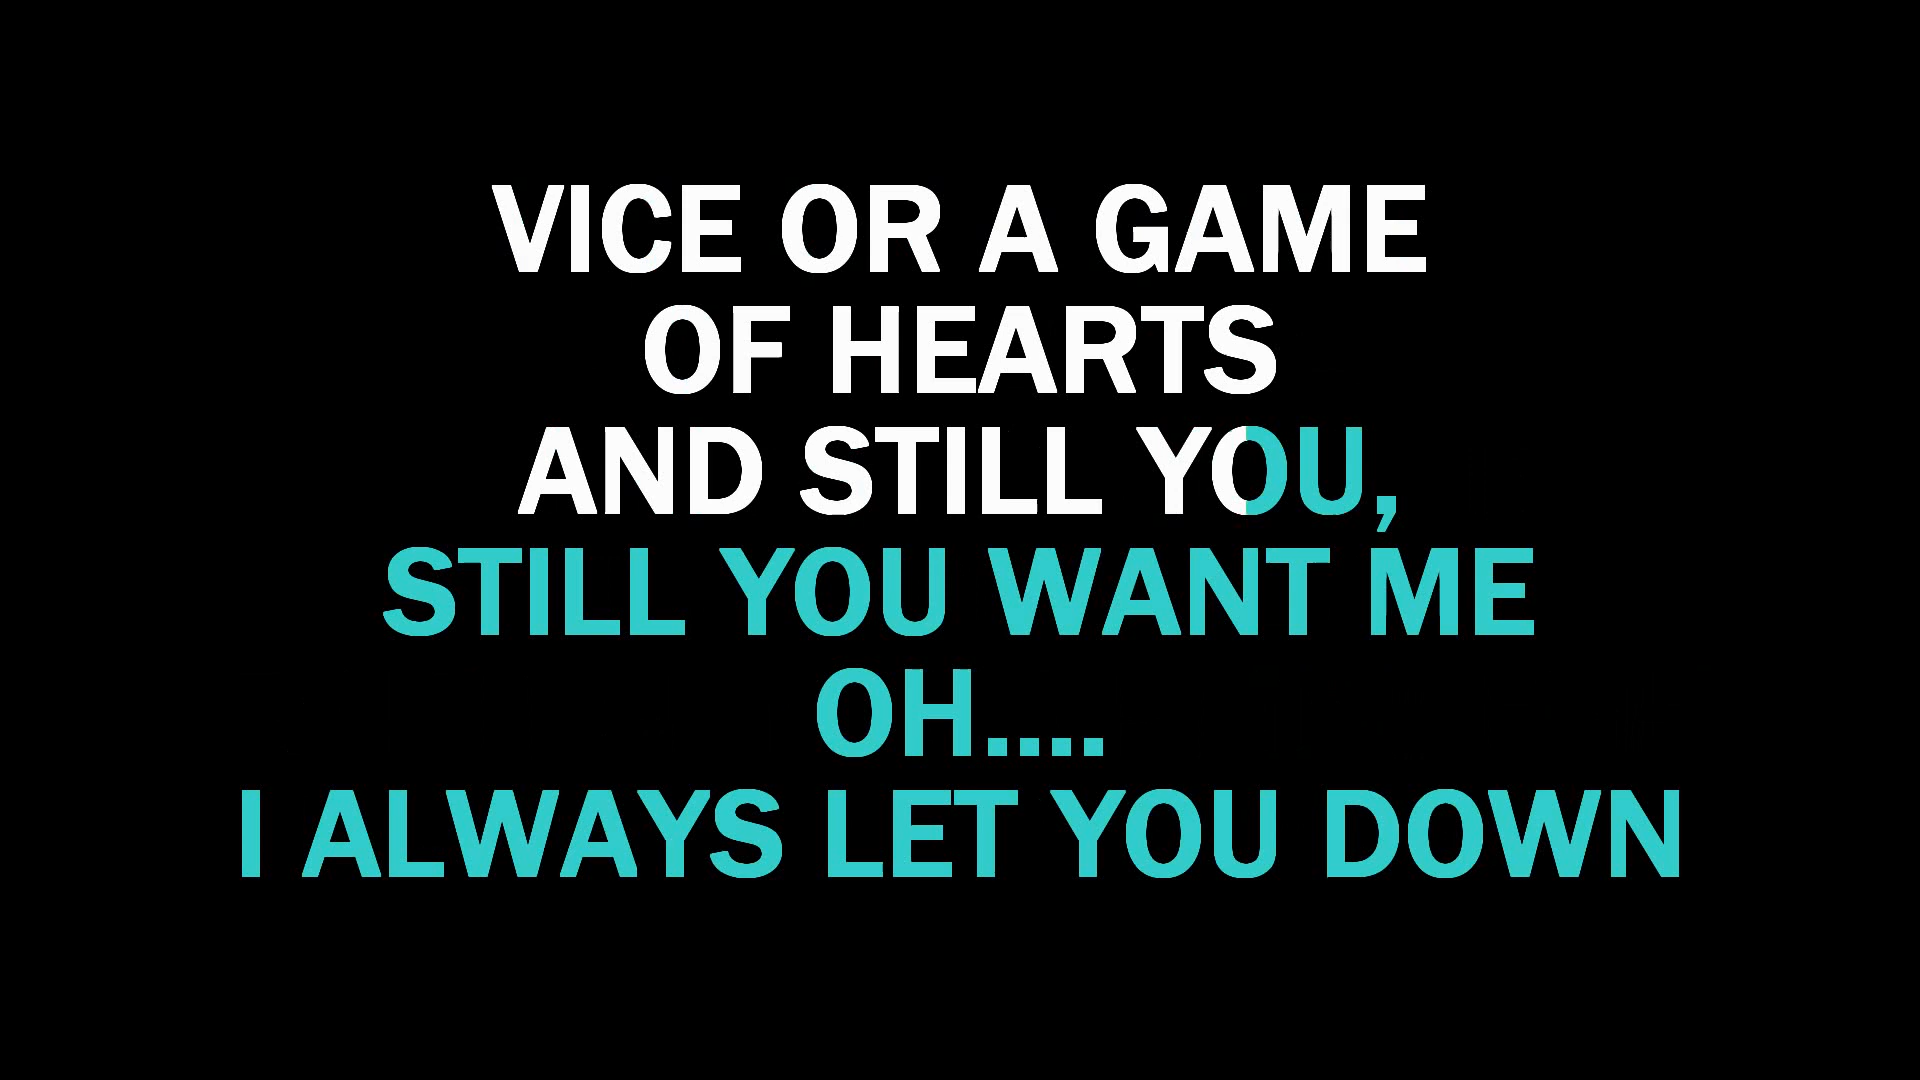 VICE OR A GAME
OF HEARTS
AND STILL YOU,
STILL YOU WANT ME
OH....
I ALWAYS LET YOU DOWN